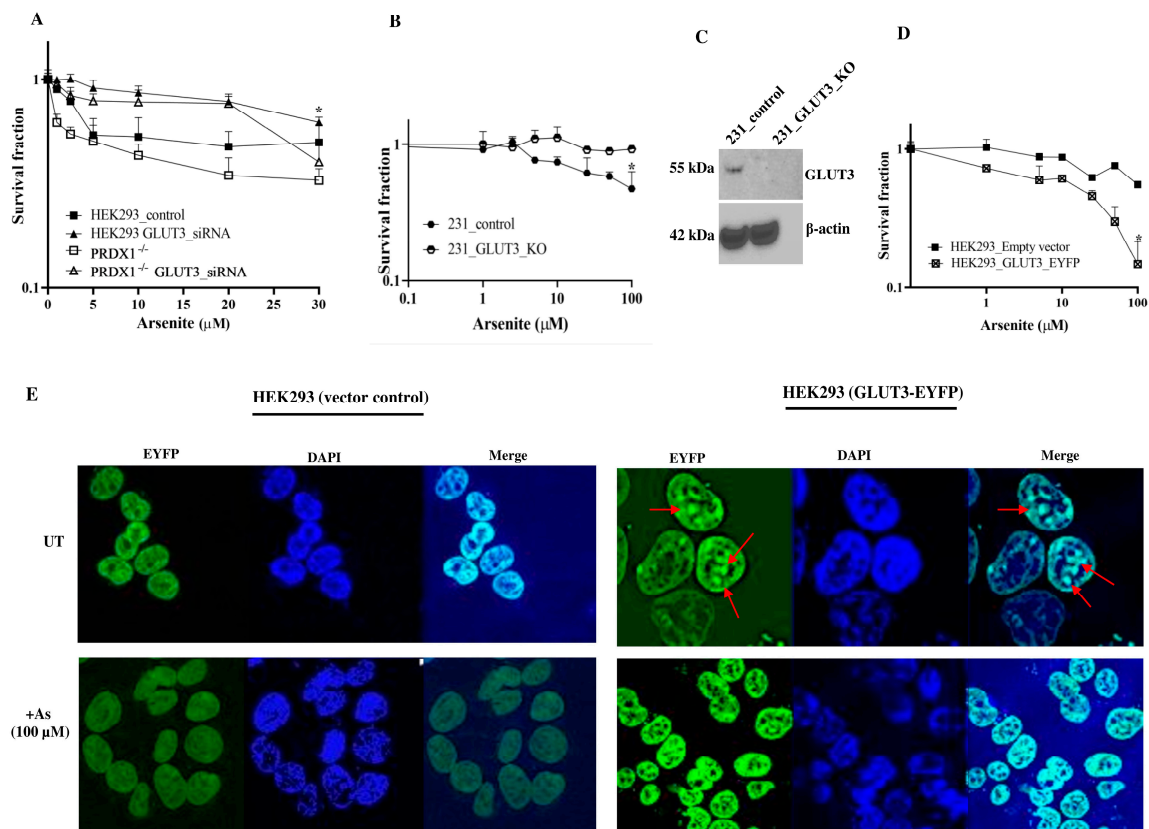 A
Survival fraction
1
0.1
HEK293_control
HEK293 GLUT3_siRNA
PRDX1⁻/⁻
PRDX1⁻/⁻ GLUT3_siRNA
*
0 5 10 15 20 25 30
Arsenite (μM)
B
Survival fraction
1
0.1
231_control
231_GLUT3_KO
*
0.1 1 10 100
Arsenite (μM)
C
231_control
231_GLUT3_KO
55 kDa
GLUT3
42 kDa
β-actin
D
Survival fraction
1
0.1
HEK293_Empty vector
HEK293_GLUT3_EYFP
*
1 10 100
Arsenite (μM)
E
HEK293 (vector control)
HEK293 (GLUT3-EYFP)
EYFP DAPI Merge
EYFP DAPI Merge
UT
+As
(100 μM)